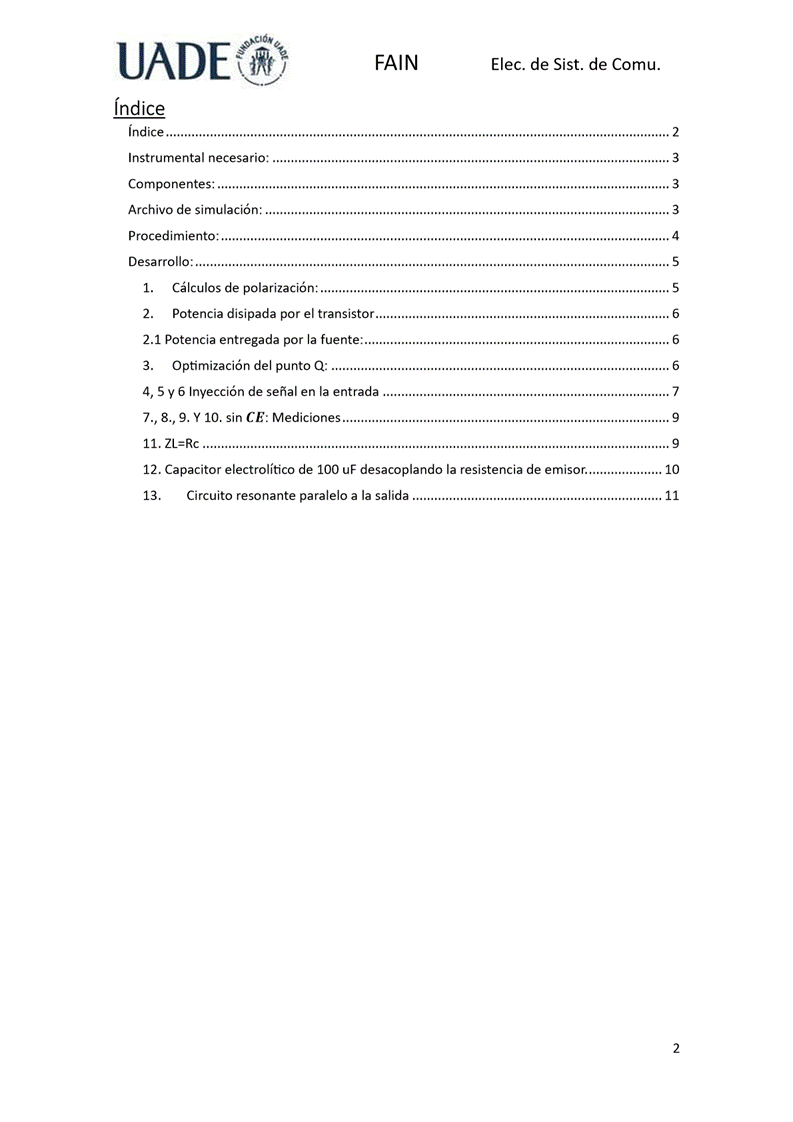 UADE FUNDACIÓN UADE FAIN Elec. de Sist. de Comu.
Índice
Índice ........ 2
Instrumental necesario: ........ 3
Componentes: ........ 3
Archivo de simulación: ........ 3
Procedimiento: ........ 4
Desarrollo: ........ 5
1. Cálculos de polarización: ........ 5
2. Potencia disipada por el transistor ........ 6
2.1 Potencia entregada por la fuente: ........ 6
3. Optimización del punto Q: ........ 6
4, 5 y 6 Inyección de señal en la entrada ........ 7
7., 8., 9. Y 10. sin CE: Mediciones ........ 9
11. ZL=Rc ........ 9
12. Capacitor electrolítico de 100 uF desacoplando la resistencia de emisor. ........ 10
13. Circuito resonante paralelo a la salida ........ 11
2